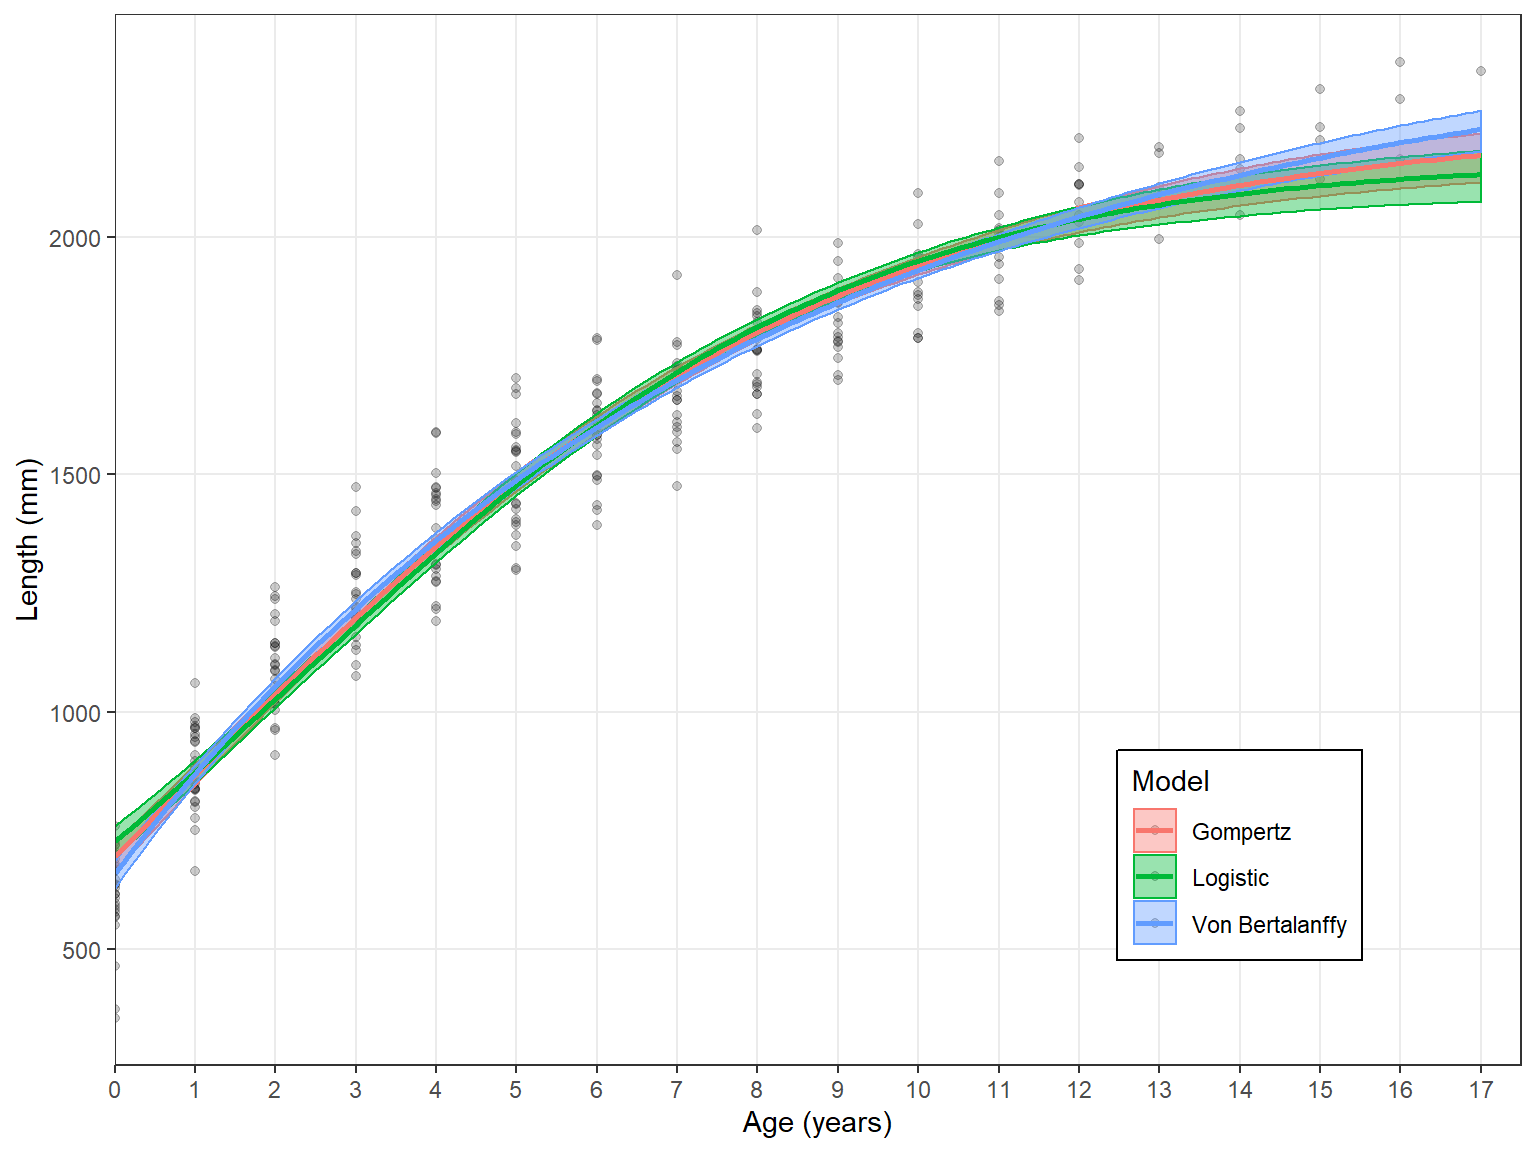 2000
1500
1000
500
Length (mm)
Model
Gompertz
Logistic
Von Bertalanffy
0 1 2 3 4 5 6 7 8 9 10 11 12 13 14 15 16 17
Age (years)